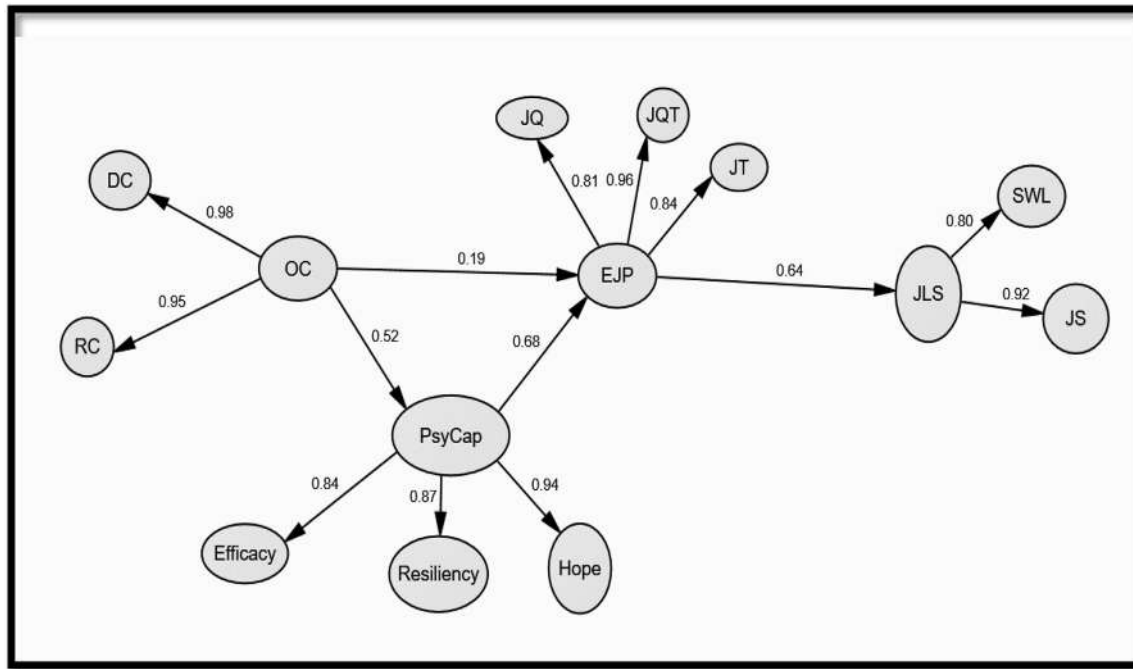 JQ
JQT
JT
DC
SWL
0.81
0.96
0.84
0.98
0.80
OC
0.19
EJP
0.64
JLS
0.95
0.92
JS
RC
0.52
0.68
PsyCap
0.84
0.87
0.94
Efficacy
Resiliency
Hope